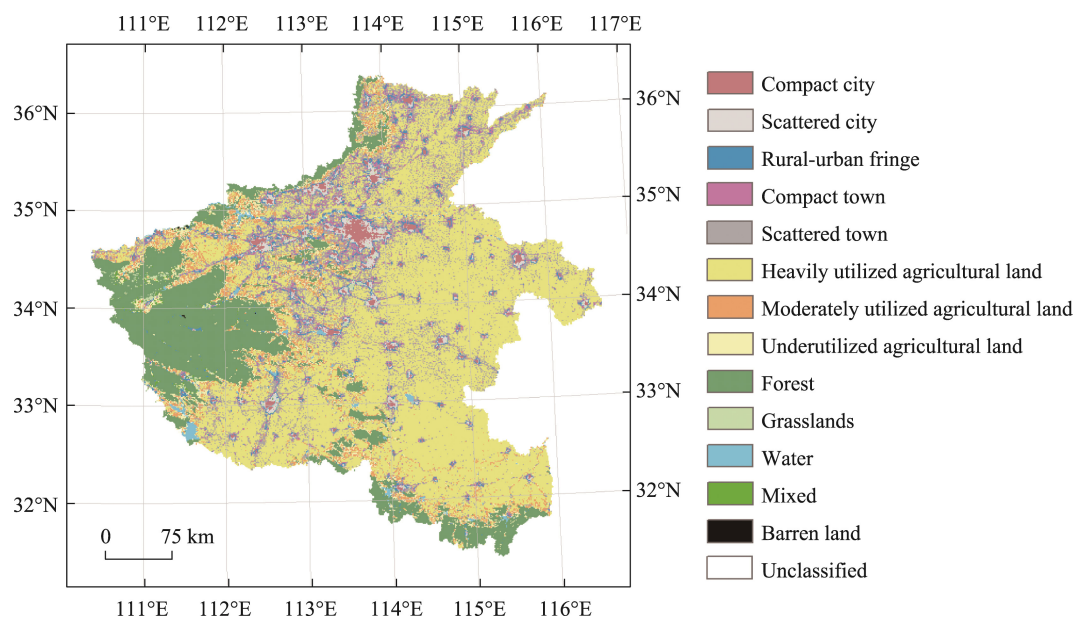 111°E 112°E 113°E 114°E 115°E 116°E 117°E
36°N
35°N
34°N
33°N
32°N
36°N
35°N
34°N
33°N
32°N
0 75 km
111°E 112°E 113°E 114°E 115°E 116°E
Compact city
Scattered city
Rural-urban fringe
Compact town
Scattered town
Heavily utilized agricultural land
Moderately utilized agricultural land
Underutilized agricultural land
Forest
Grasslands
Water
Mixed
Barren land
Unclassified